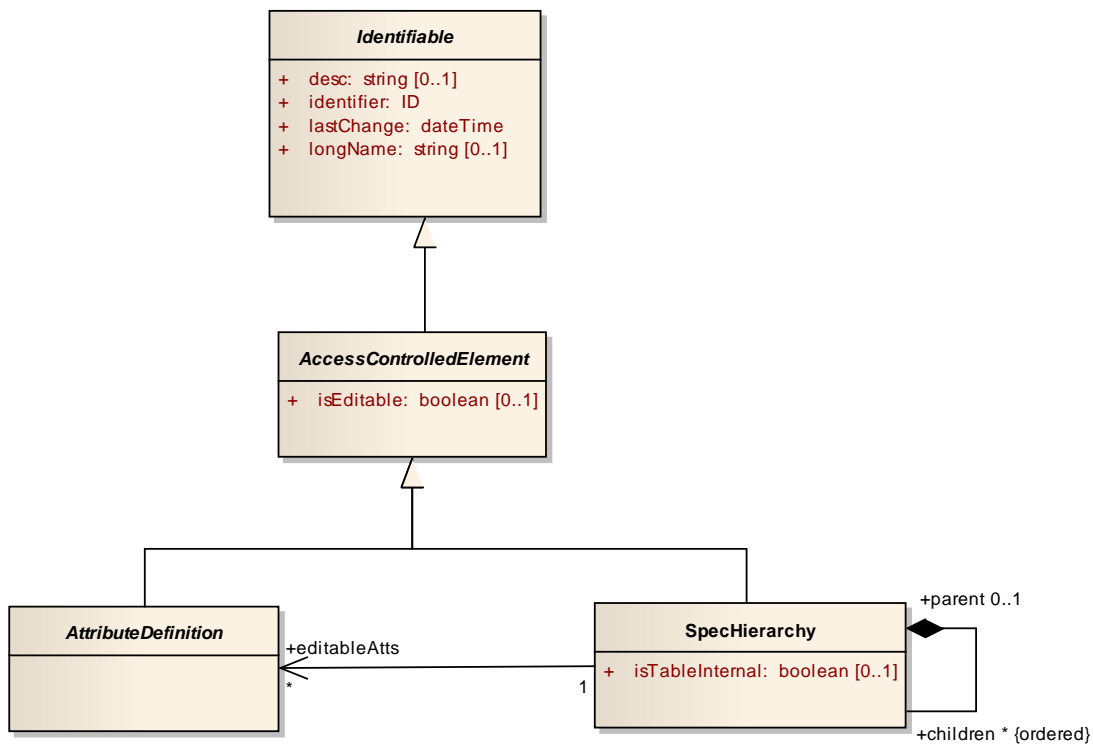 Identifiable
+ desc: string [0..1]
+ identifier: ID
+ lastChange: dateTime
+ longName: string [0..1]
AccessControlledElement
+ isEditable: boolean [0..1]
AttributeDefinition
+editableAtts
*
1
SpecHierarchy
+ isTableInternal: boolean [0..1]
+parent 0..1
+children * {ordered}